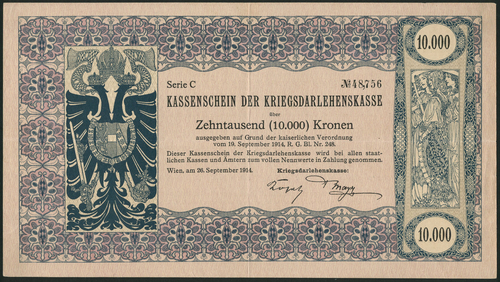 10.000
Serie C
№48,756
KASSENSCHEIN DER KRIEGSDARLEHENSKASSE
über
Zehntausend (10.000) Kronen
ausgegeben auf Grund der kaiserlichen Verordnung
vom 19. September 1914, R. G. Bl. Nr. 248.
Dieser Kassenschein der Kriegsdarlehenskasse wird bei allen staat-
lichen Kassen und Ämtern zum vollen Nennwerte in Zahlung genommen.
Wien, am 26. September 1914.
Kriegsdarlehenskasse:
10.000